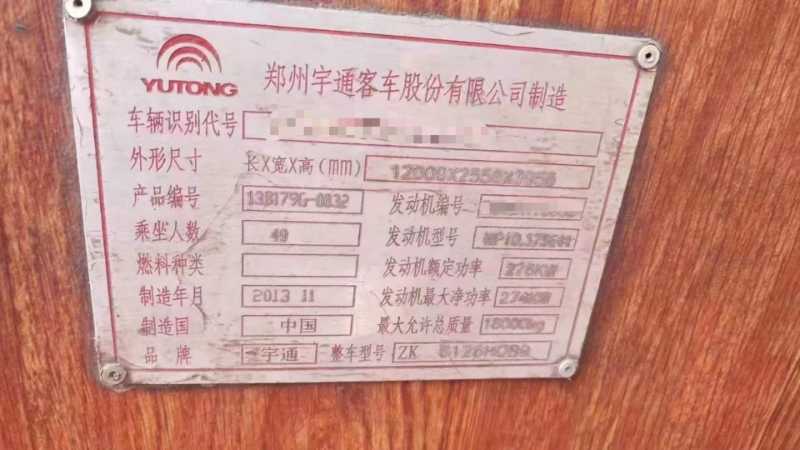 YUTONG
郑州宇通客车股份有限公司制造
车辆识别代号
外形尺寸 长X宽X高(mm)
产品编号 13B179G-0832 发动机编号
乘坐人数 49 发动机型号
燃料种类 发动机额定功率 276KW
制造年月 2013 11 发动机最大净功率 274KW
制造国 中国 最大允许总质量 18000kg
品牌 宇通 整车型号 ZK